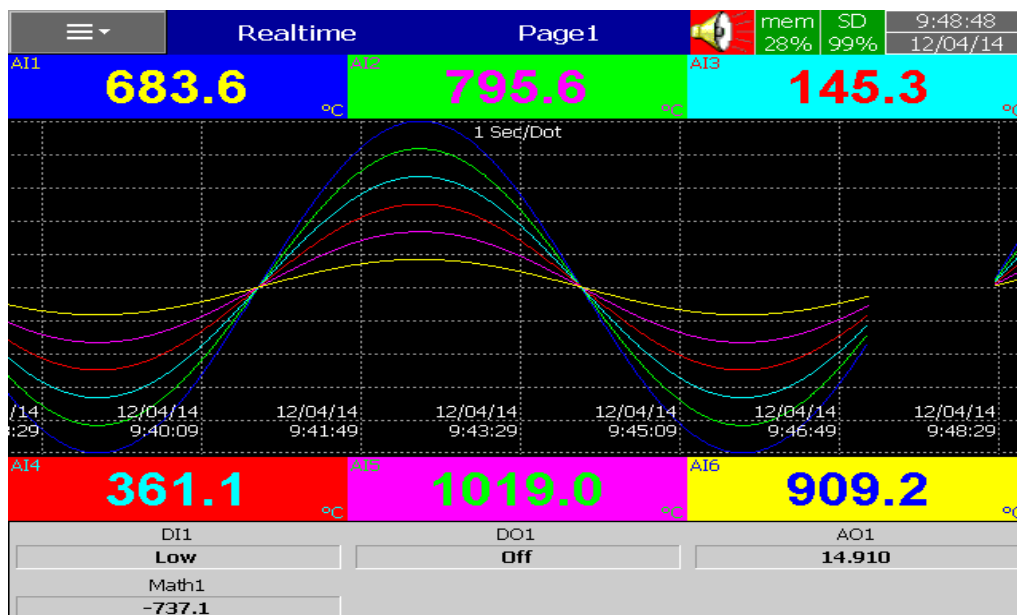 Realtime Page1 mem SD 9:48:48
28% 99% 12/04/14
AI1 683.6 °C AI2 795.6 °C AI3 145.3 °C
1 Sec/Dot
/14 12/04/14 12/04/14 12/04/14 12/04/14 12/04/14 12/04/14
:29 9:40:09 9:41:49 9:43:29 9:45:09 9:46:49 9:48:29
AI4 361.1 °C AI5 1019.0 °C AI6 909.2 °C
DI1 DO1 AO1
Low Off 14.910
Math1
-737.1